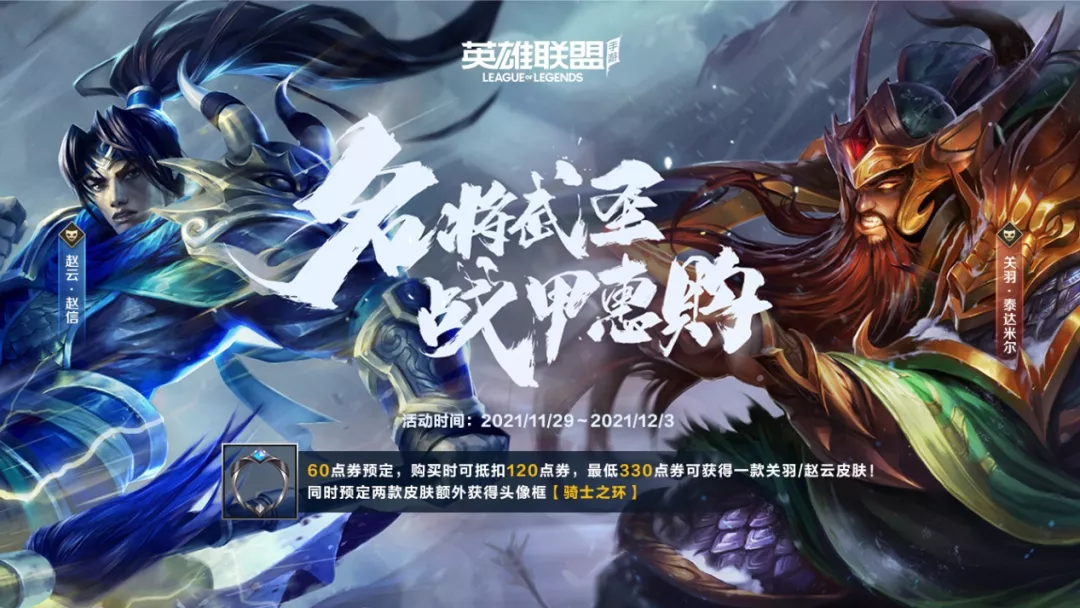 英雄联盟手游
LEAGUE OF LEGENDS
名将武圣
战甲惠购
赵云·赵信
关羽·泰达米尔
活动时间：2021/11/29~2021/12/3
60点券预定，购买时可抵扣120点券，最低330点券可获得一款关羽/赵云皮肤！
同时预定两款皮肤额外获得头像框【骑士之环】